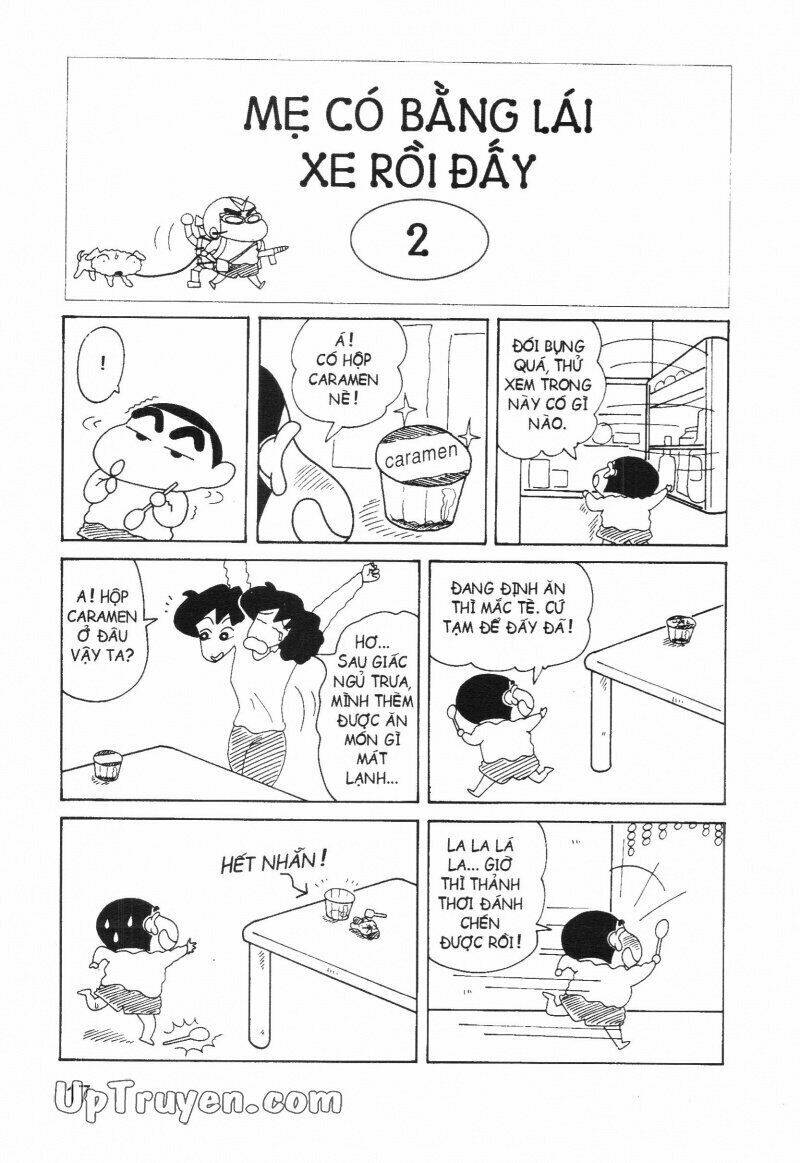 MẸ CÓ BẰNG LÁI
XE RỒI ĐẤY
2
ĐÓI BỤNG
QUÁ, THỬ
XEM TRONG
NÀY CÓ GÌ
NÀO.
Á!
CÓ HỘP
CARAMEN
NÈ!
caramen
!
ĐANG ĐỊNH ĂN
THÌ MẮC TÈ. CỨ
TẠM ĐỂ ĐẤY ĐÃ!
HƠ...
SAU GIẤC
NGỦ TRƯA,
MÌNH THÈM
ĐƯỢC ĂN
MÓN GÌ
MÁT
LẠNH...
A! HỘP
CARAMEN
Ở ĐÂU
VẬY TA?
LA LA LÁ
LA... GIỜ
THÌ THẢNH
THƠI ĐÁNH
CHÉN
ĐƯỢC RỒI!
HẾT NHẴN!
UpTruyen.com